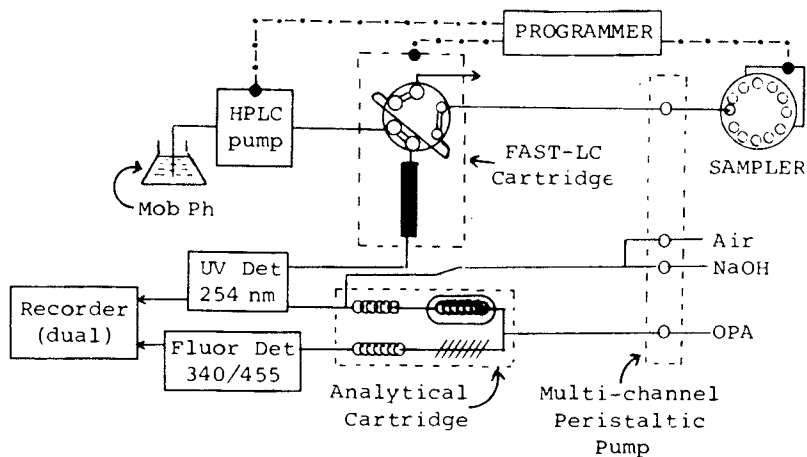 PROGRAMMER
HPLC
pump
Mob Ph
FAST-LC
Cartridge
SAMPLER
Air
NaOH
UV Det
254 nm
Recorder
(dual)
Fluor Det
340/455
OPA
Analytical
Cartridge
Multi-channel
Peristaltic
Pump